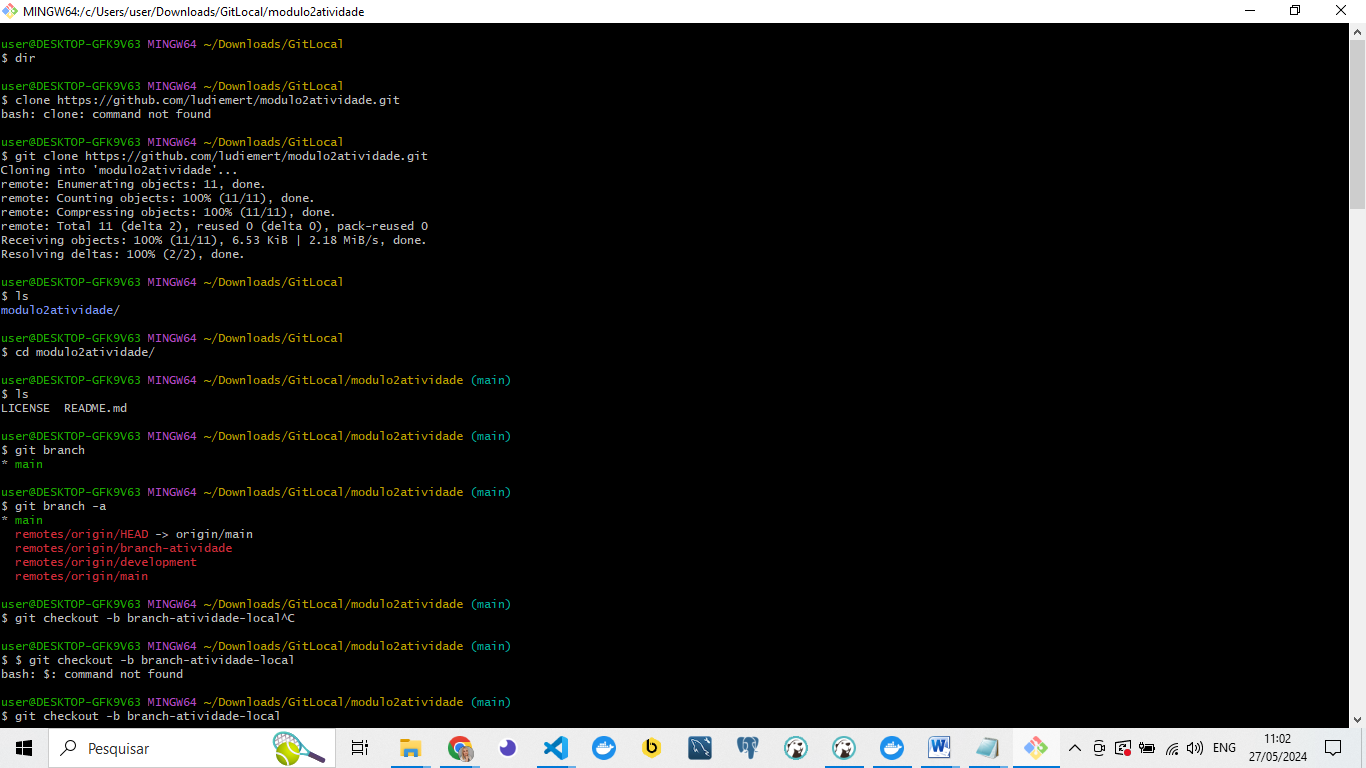 MINGW64:/c/Users/user/Downloads/GitLocal/modulo2atividade
user@DESKTOP-GFK9V63 MINGW64 ~/Downloads/GitLocal
$ dir
user@DESKTOP-GFK9V63 MINGW64 ~/Downloads/GitLocal
$ clone https://github.com/ludiemert/modulo2atividade.git
bash: clone: command not found
user@DESKTOP-GFK9V63 MINGW64 ~/Downloads/GitLocal
$ git clone https://github.com/ludiemert/modulo2atividade.git
Cloning into 'modulo2atividade'...
remote: Enumerating objects: 11, done.
remote: Counting objects: 100% (11/11), done.
remote: Compressing objects: 100% (11/11), done.
remote: Total 11 (delta 2), reused 0 (delta 0), pack-reused 0
Receiving objects: 100% (11/11), 6.53 KiB | 2.18 MiB/s, done.
Resolving deltas: 100% (2/2), done.
user@DESKTOP-GFK9V63 MINGW64 ~/Downloads/GitLocal
$ ls
modulo2atividade/
user@DESKTOP-GFK9V63 MINGW64 ~/Downloads/GitLocal
$ cd modulo2atividade/
user@DESKTOP-GFK9V63 MINGW64 ~/Downloads/GitLocal/modulo2atividade (main)
$ ls
LICENSE  README.md
user@DESKTOP-GFK9V63 MINGW64 ~/Downloads/GitLocal/modulo2atividade (main)
$ git branch
* main
user@DESKTOP-GFK9V63 MINGW64 ~/Downloads/GitLocal/modulo2atividade (main)
$ git branch -a
* main
remotes/origin/HEAD -> origin/main
remotes/origin/branch-atividade
remotes/origin/development
remotes/origin/main
user@DESKTOP-GFK9V63 MINGW64 ~/Downloads/GitLocal/modulo2atividade (main)
$ git checkout -b branch-atividade-local^C
user@DESKTOP-GFK9V63 MINGW64 ~/Downloads/GitLocal/modulo2atividade (main)
$ $ git checkout -b branch-atividade-local
bash: $: command not found
user@DESKTOP-GFK9V63 MINGW64 ~/Downloads/GitLocal/modulo2atividade (main)
$ git checkout -b branch-atividade-local
Pesquisar
ENG
11:02
27/05/2024